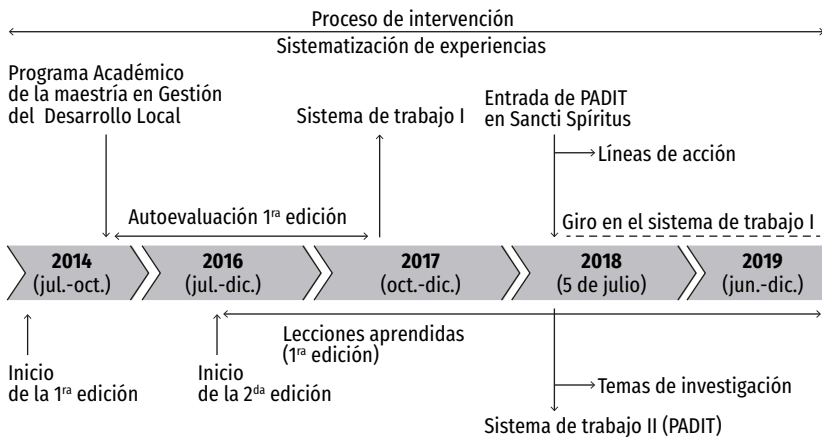 Proceso de intervención
Sistematización de experiencias
Programa Académico
de la maestría en Gestión
del Desarrollo Local
Sistema de trabajo I
Entrada de PADIT
en Sancti Spíritus
Líneas de acción
Autoevaluación 1ra edición
Giro en el sistema de trabajo I
2014
(jul.-oct.)
2016
(jul.-dic.)
2017
(oct.-dic.)
2018
(5 de julio)
2019
(jun.-dic.)
Lecciones aprendidas
(1ra edición)
Inicio
de la 1ra edición
Inicio
de la 2da edición
Temas de investigación
Sistema de trabajo II (PADIT)